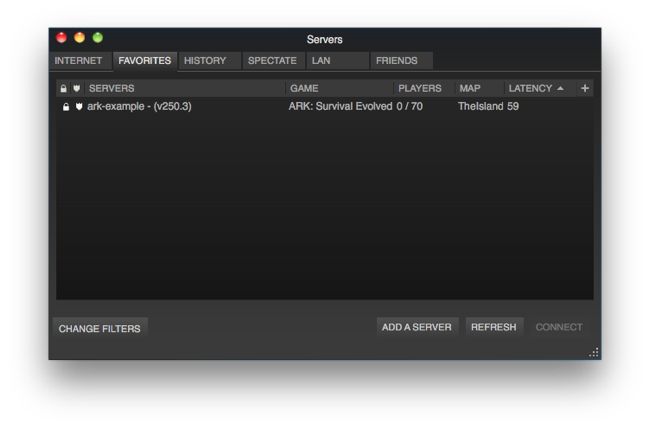 Servers
INTERNET FAVORITES HISTORY SPECTATE LAN FRIENDS
SERVERS GAME PLAYERS MAP LATENCY
ark-example - (v250.3) ARK: Survival Evolved 0 / 70 TheIsland 59
CHANGE FILTERS ADD A SERVER REFRESH CONNECT